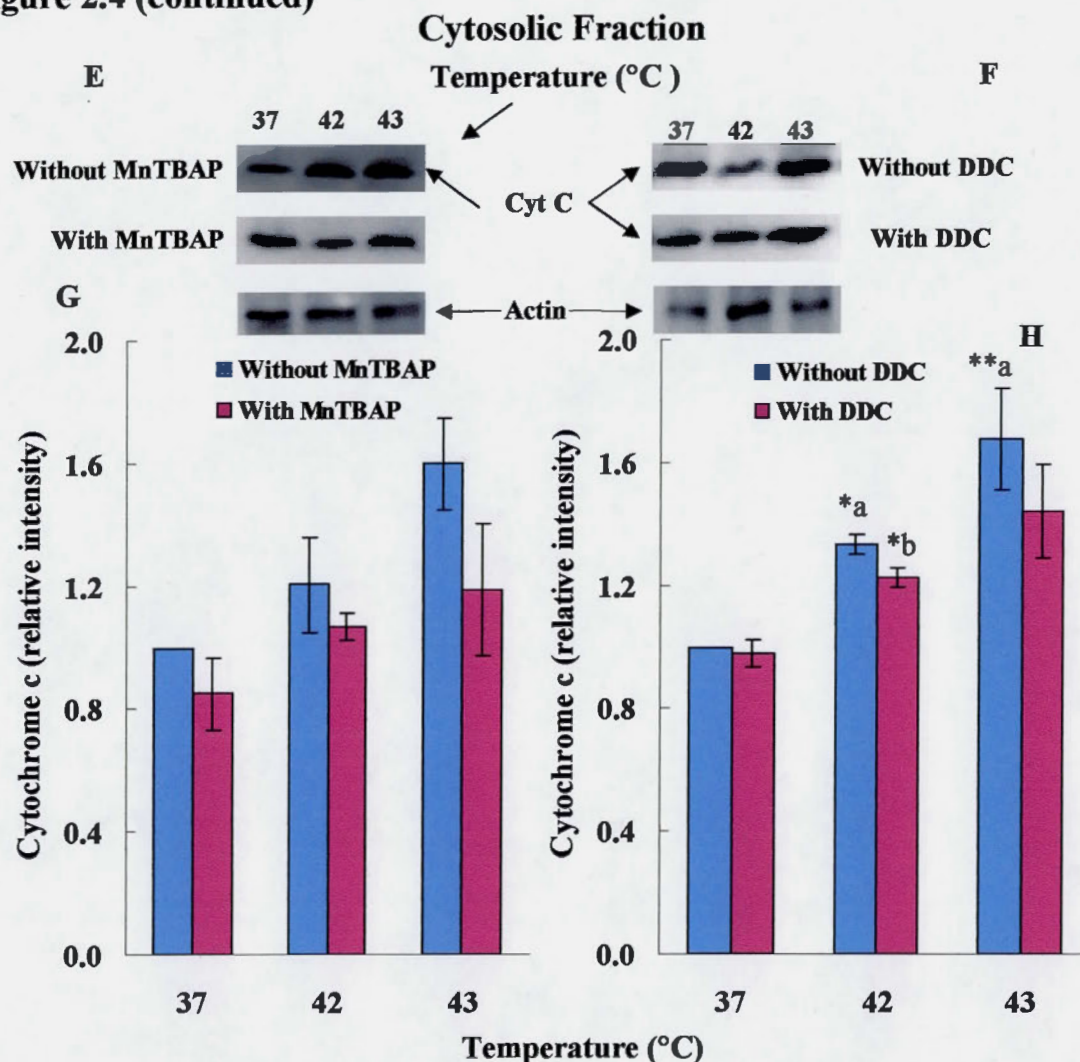 gure 2.4 (continued)
Cytosolic Fraction
E
Temperature (°C )
F
37 42 43
37 42 43
Without MnTBAP
Without DDC
Cyt C
With MnTBAP
With DDC
G
Actin
H
2.0
1.6
1.2
0.8
0.4
0.0
Cytochrome c (relative intensity)
Without MnTBAP
With MnTBAP
37 42 43
2.0
1.6
1.2
0.8
0.4
0.0
Cytochrome c (relative intensity)
Without DDC
With DDC
*a
*b
**a
37 42 43
Temperature (°C)